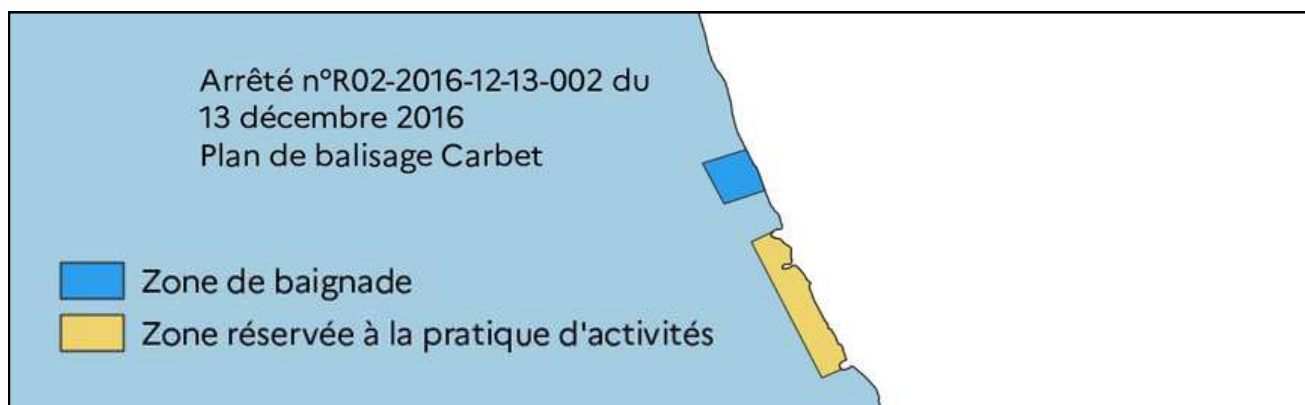 Arrêté n°R02-2016-12-13-002 du
13 décembre 2016
Plan de balisage Carbet
Zone de baignade
Zone réservée à la pratique d'activités